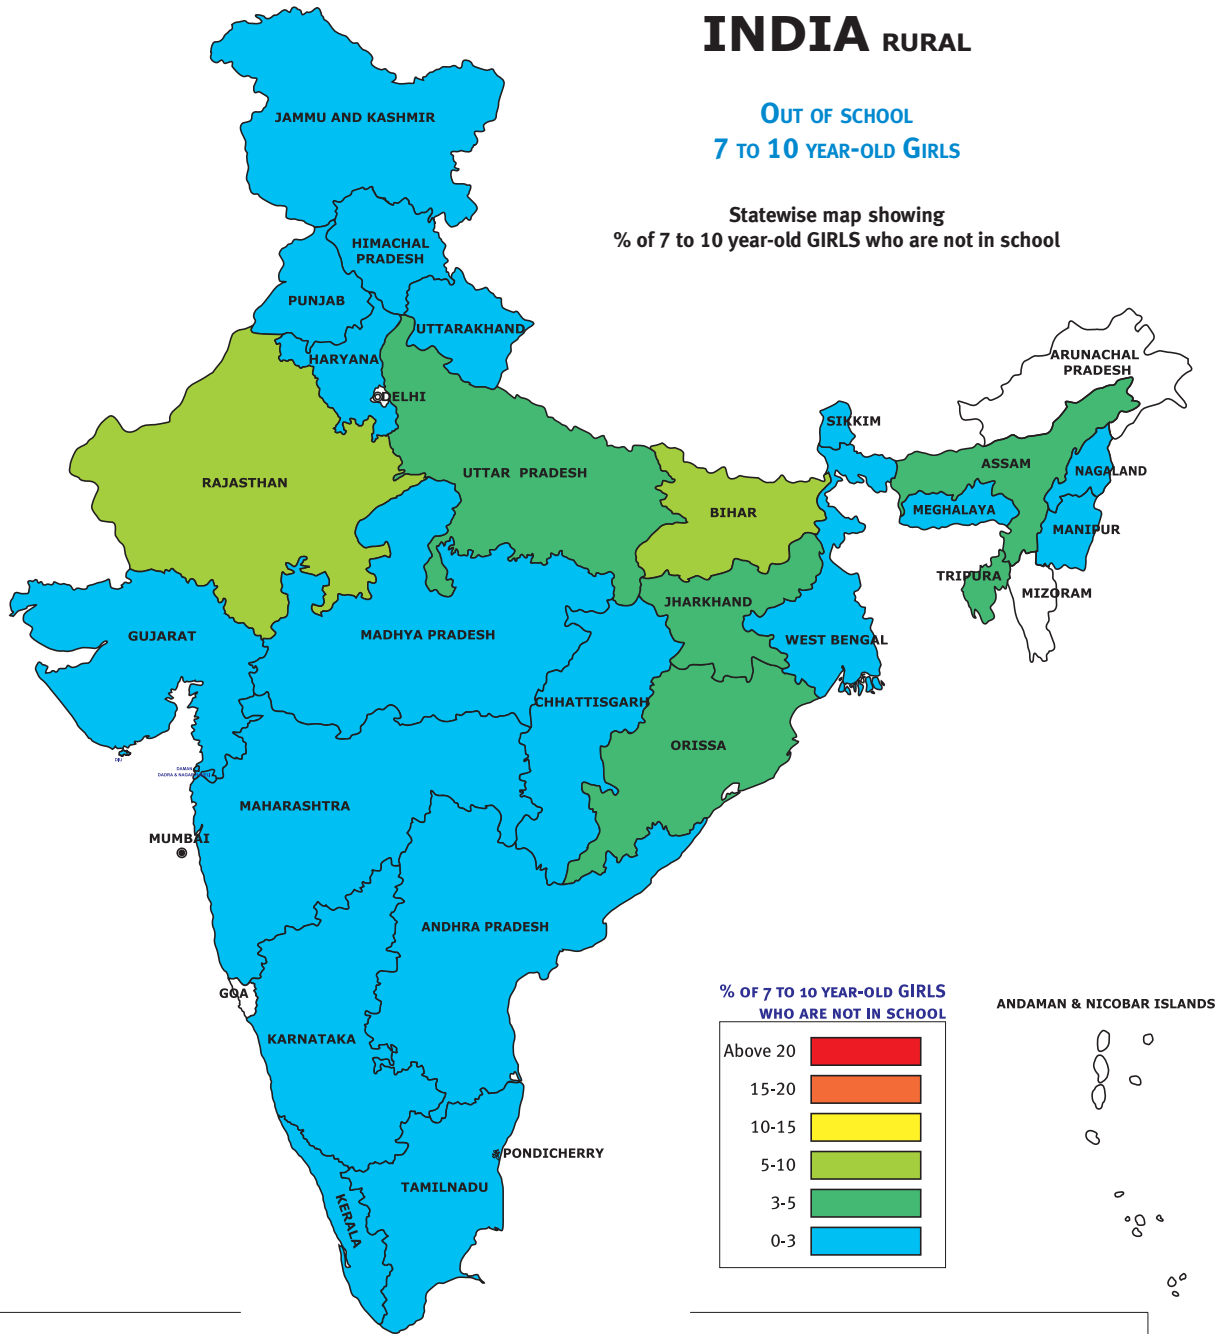 INDIA RURAL
OUT OF SCHOOL
7 TO 10 YEAR-OLD GIRLS
Statewise map showing
% of 7 to 10 year-old GIRLS who are not in school
JAMMU AND KASHMIR
HIMACHAL
PRADESH
PUNJAB
UTTARAKHAND
HARYANA
DELHI
ARUNACHAL
PRADESH
SIKKIM
RAJASTHAN
UTTAR PRADESH
ASSAM
NAGALAND
BIHAR
MEGHALAYA
MANIPUR
TRIPURA
MIZORAM
JHARKHAND
GUJARAT
MADHYA PRADESH
WEST BENGAL
CHHATTISGARH
ORISSA
DIU
DAMAN
MAHARASHTRA
MUMBAI
ANDHRA PRADESH
GOA
KARNATAKA
PONDICHERRY
TAMILNADU
KERALA
% OF 7 TO 10 YEAR-OLD GIRLS
WHO ARE NOT IN SCHOOL
Above 20
15-20
10-15
5-10
3-5
0-3
ANDAMAN & NICOBAR ISLANDS